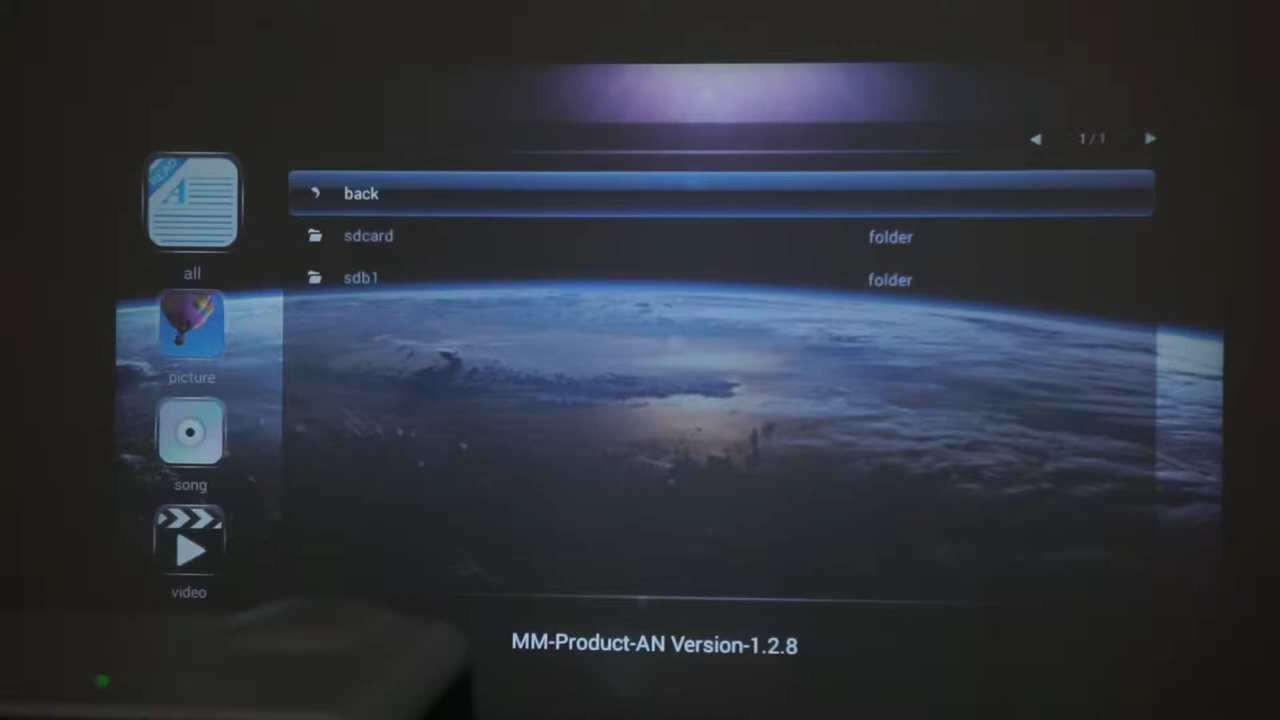 1/1
back
sdcard folder
sdb1 folder
all
picture
song
video
MM-Product-AN Version-1.2.8